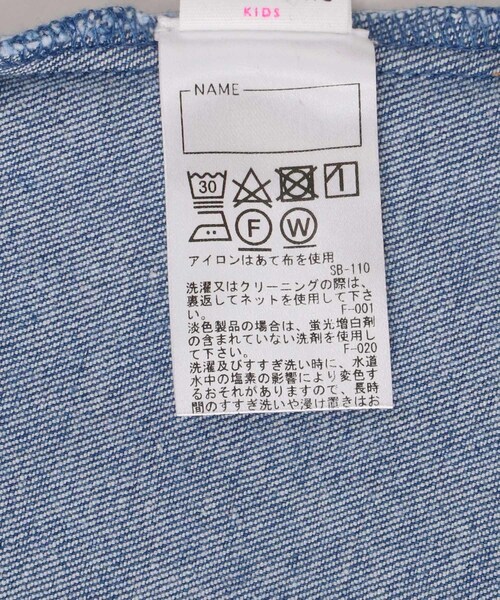 KIDS
NAME
30
F W
アイロンはあて布を使用
SB-110
洗濯又はクリーニングの際は、
裏返してネットを使用して下さ
い。
F-001
淡色製品の場合は、蛍光増白剤
の含まれていない洗剤を使用し
て下さい。
F-020
洗濯及びすすぎ洗い時に、水道
水中の塩素の影響により変色す
るおそれがありますので、長時
間のすすぎ洗いや浸け置きはお